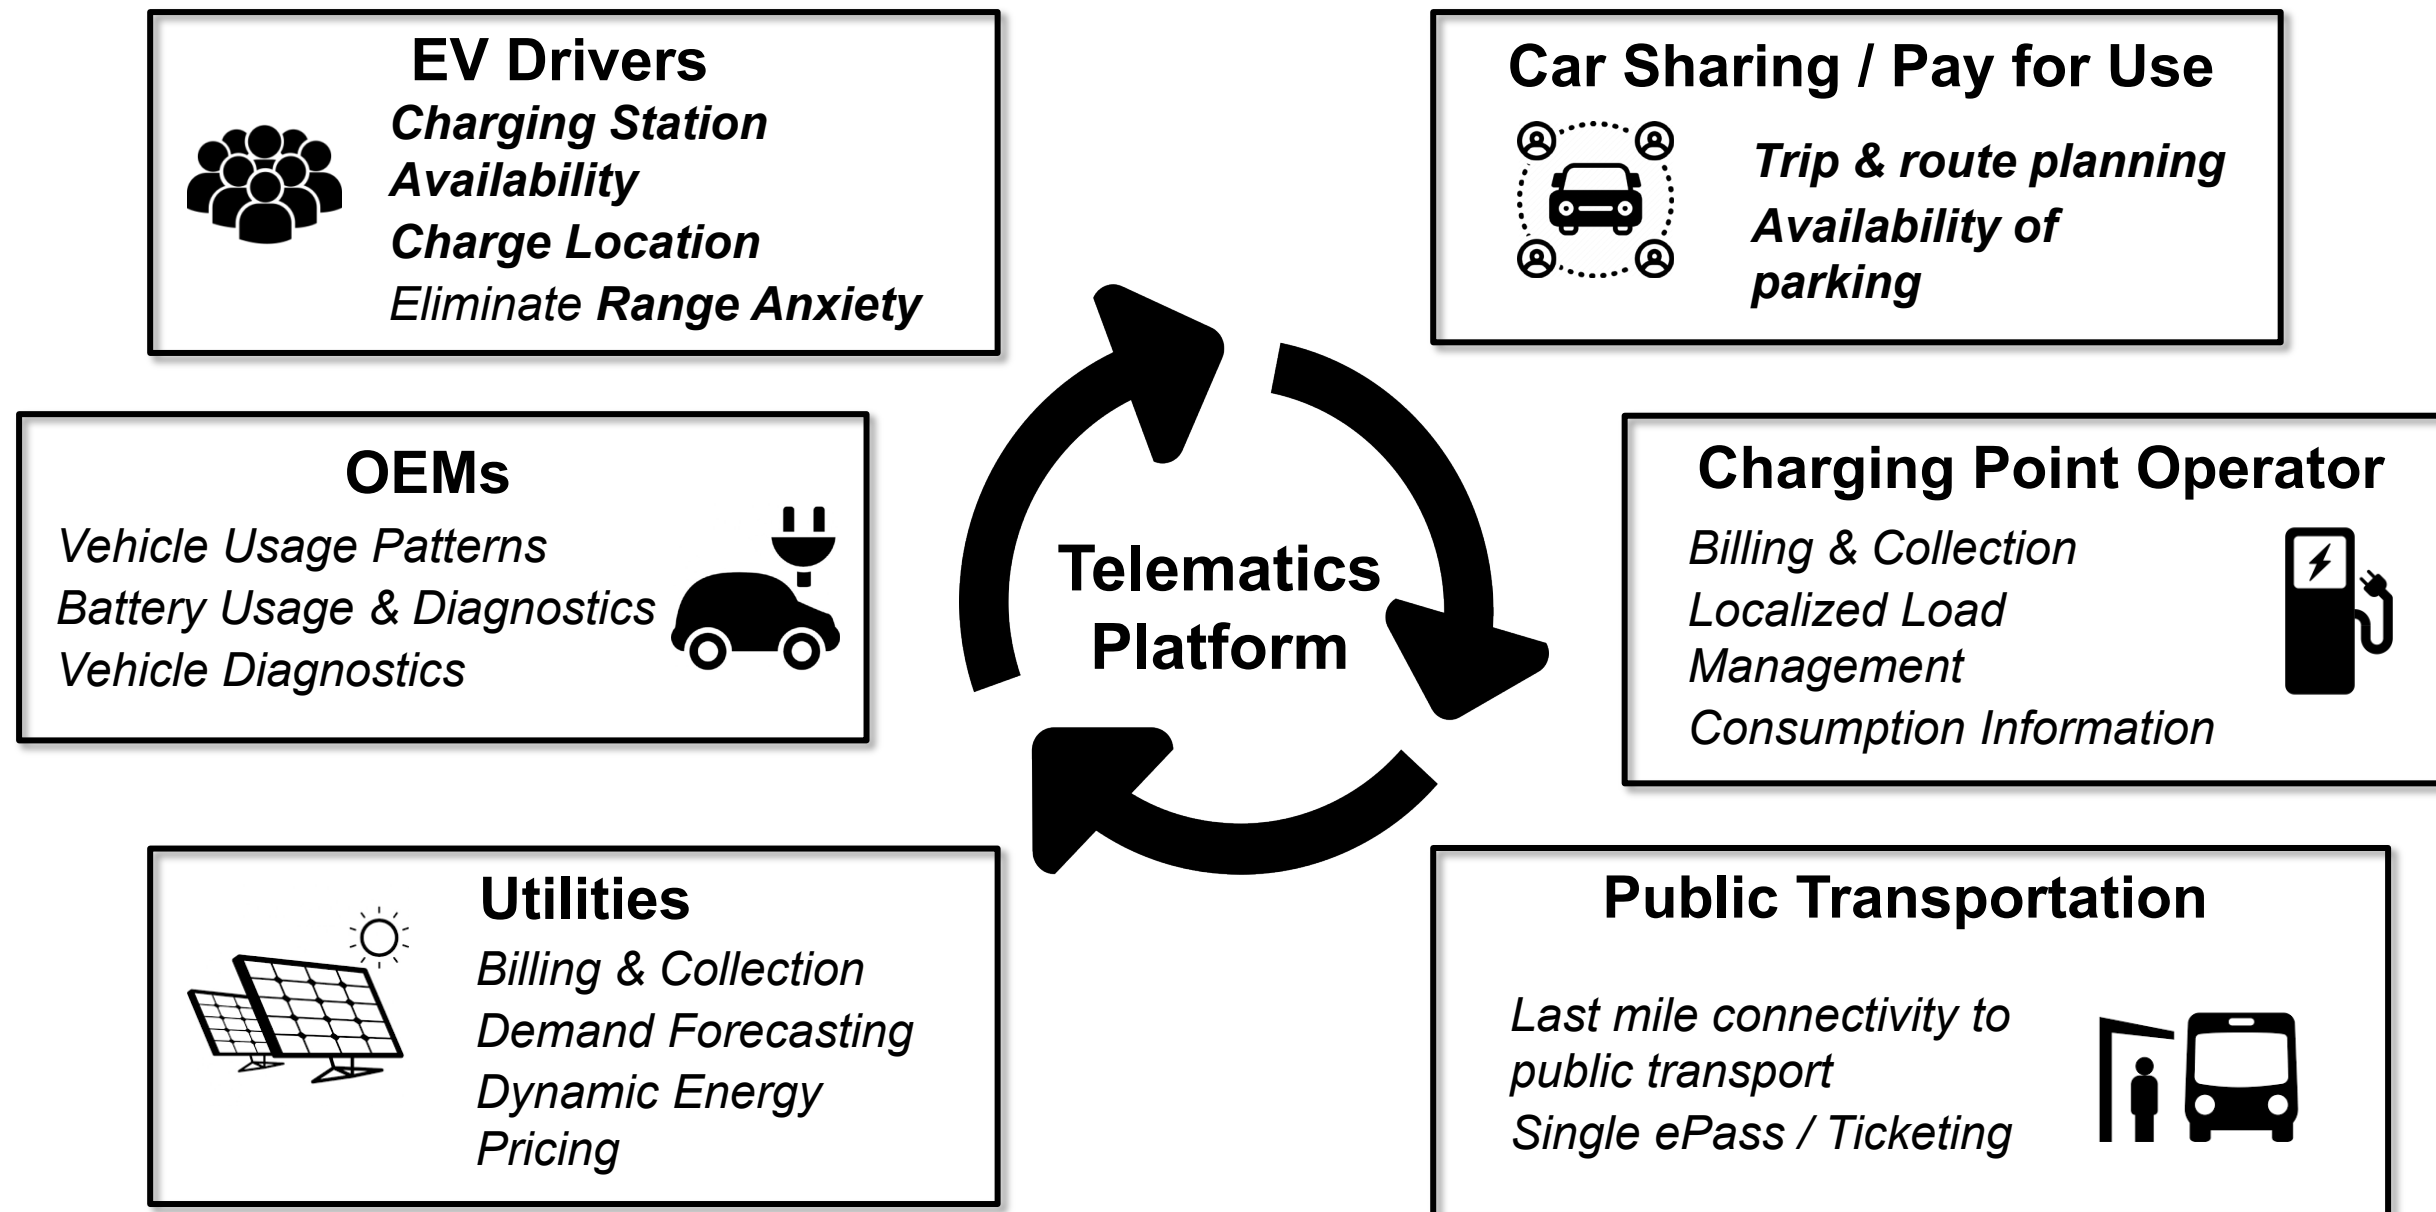 EV Drivers
Charging Station
Availability
Charge Location
Eliminate Range Anxiety
Car Sharing / Pay for Use
Trip & route planning
Availability of
parking
OEMs
Vehicle Usage Patterns
Battery Usage & Diagnostics
Vehicle Diagnostics
Telematics
Platform
Charging Point Operator
Billing & Collection
Localized Load
Management
Consumption Information
Utilities
Billing & Collection
Demand Forecasting
Dynamic Energy
Pricing
Public Transportation
Last mile connectivity to
public transport
Single ePass / Ticketing